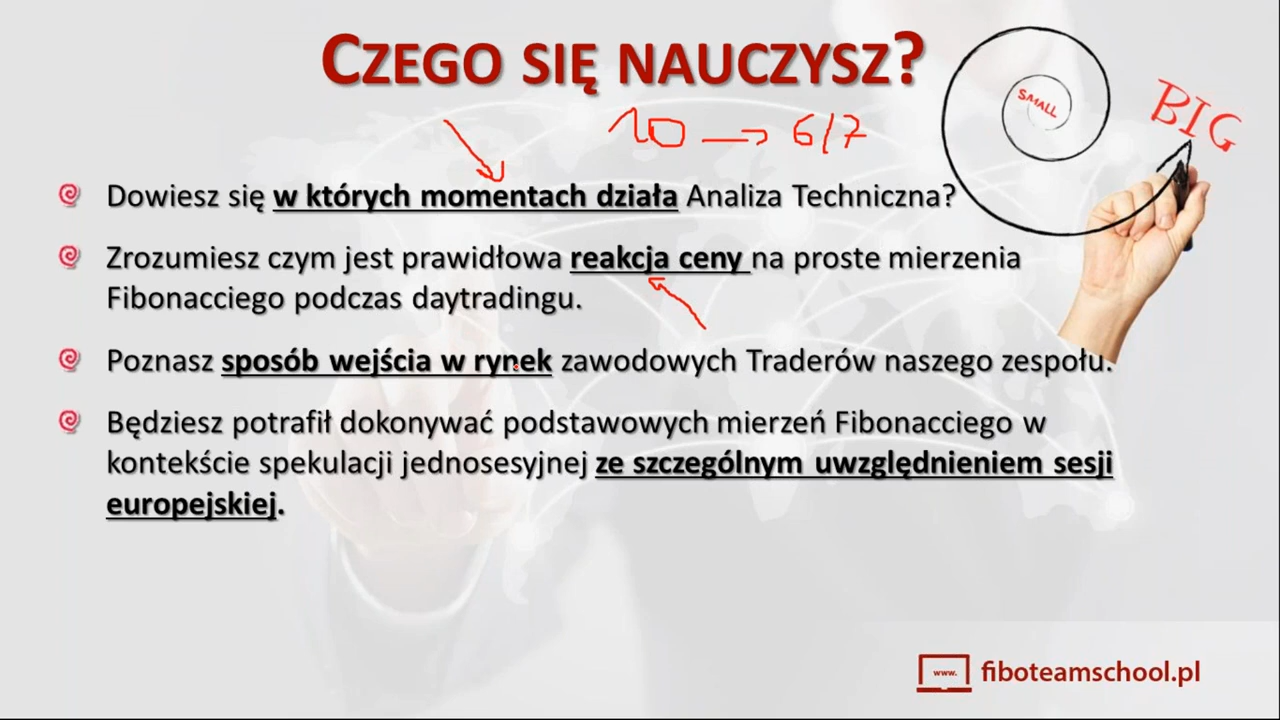 CZEGO SIĘ NAUCZYSZ?
SMALL
BIG
10 → 6/7
Dowiesz się w których momentach działa Analiza Techniczna?
Zrozumiesz czym jest prawidłowa reakcja ceny na proste mierzenia
Fibonacciego podczas daytradingu.
Poznasz sposób wejścia w rynek zawodowych Traderów naszego zespołu.
Będziesz potrafił dokonywać podstawowych mierzeń Fibonacciego w
kontekście spekulacji jednosesyjnej ze szczególnym uwzględnieniem sesji
europejskiej.
www. fiboteamschool.pl